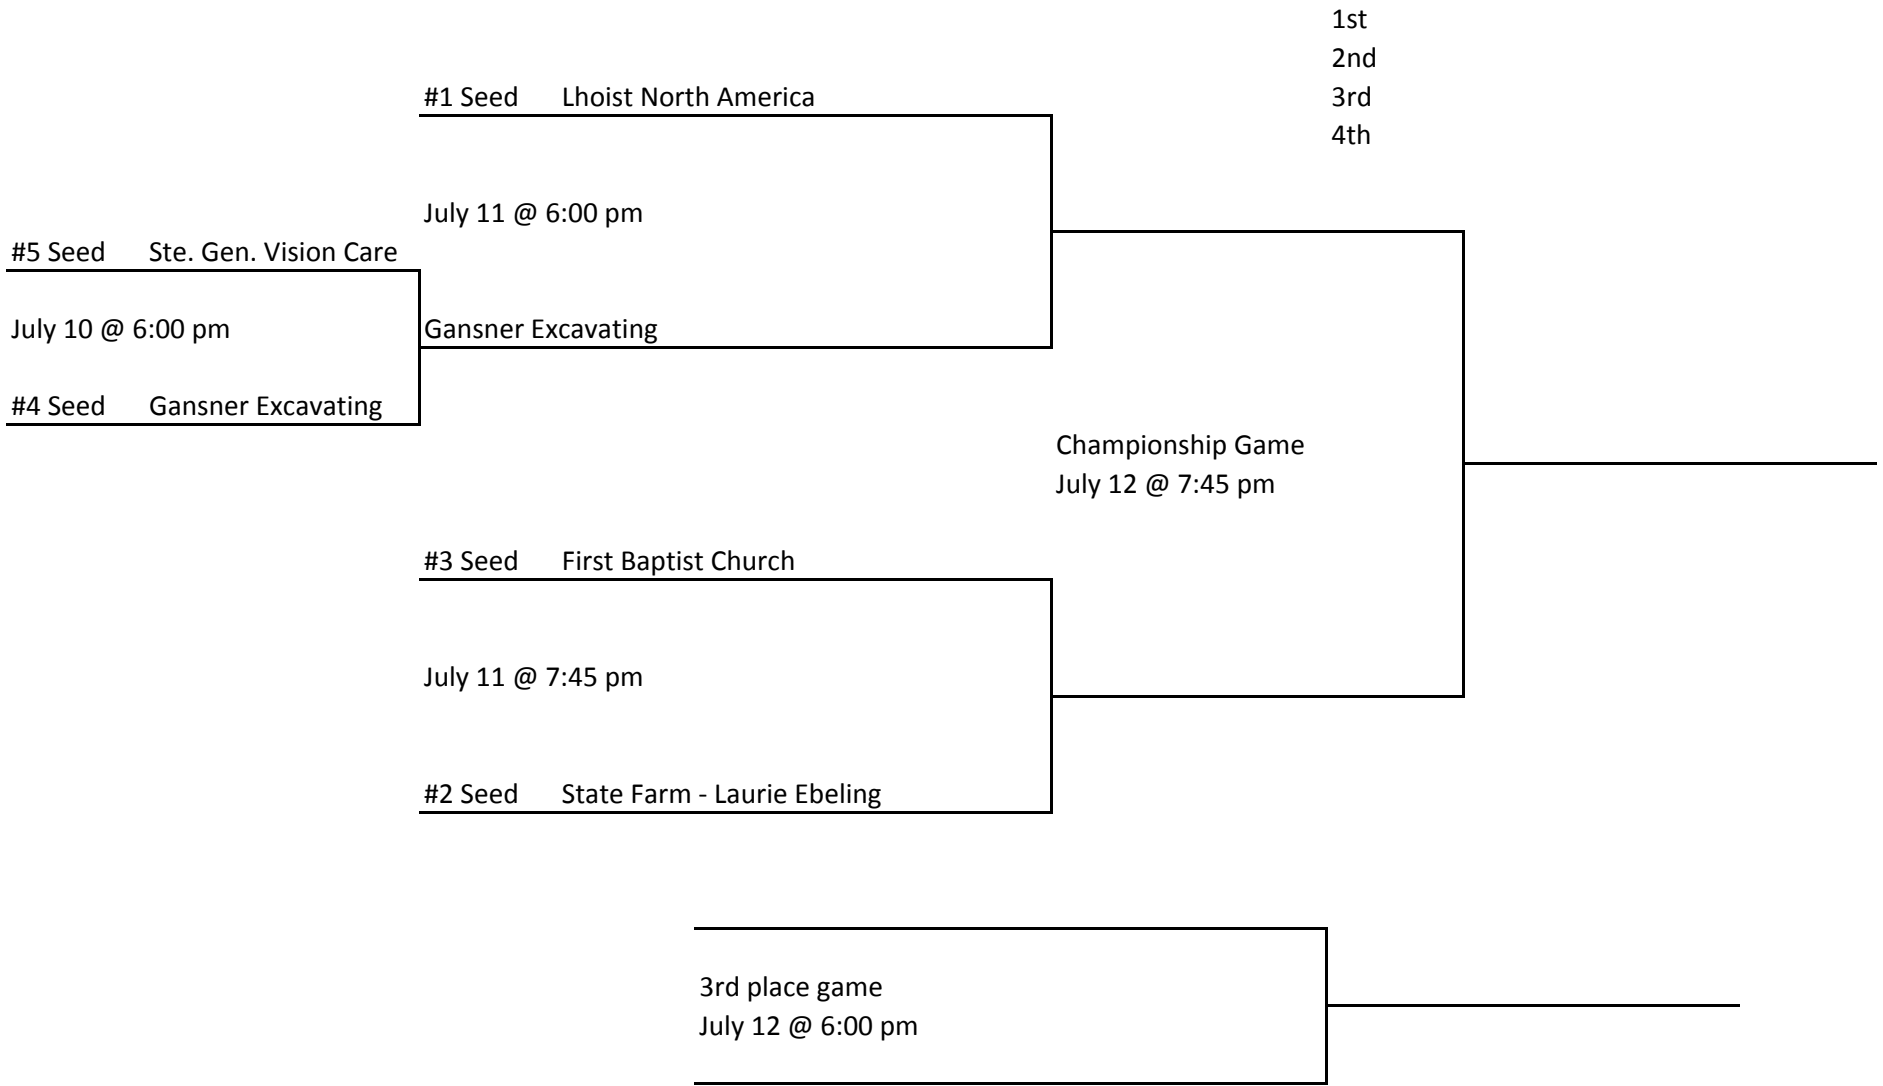 1st
2nd
#1 Seed Lhoist North America 3rd
4th
July 11 @ 6:00 pm
#5 Seed Ste. Gen. Vision Care
July 10 @ 6:00 pm Gansner Excavating
#4 Seed Gansner Excavating
Championship Game
July 12 @ 7:45 pm
#3 Seed First Baptist Church
July 11 @ 7:45 pm
#2 Seed State Farm - Laurie Ebeling
3rd place game
July 12 @ 6:00 pm